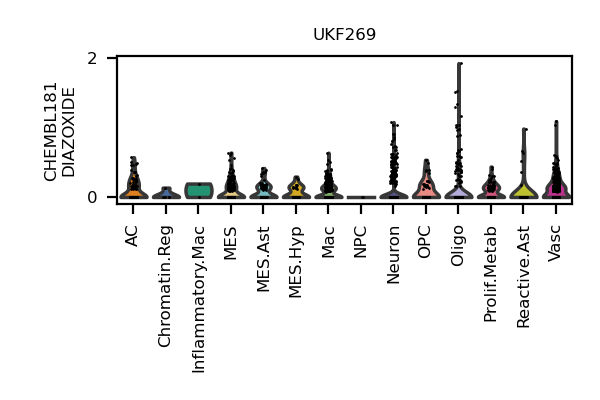 UKF269
CHEMBL181
DIAZOXIDE
2
0
AC
Chromatin.Reg
Inflammatory.Mac
MES
MES.Ast
MES.Hyp
Mac
NPC
Neuron
OPC
Oligo
Prolif.Metab
Reactive.Ast
Vasc